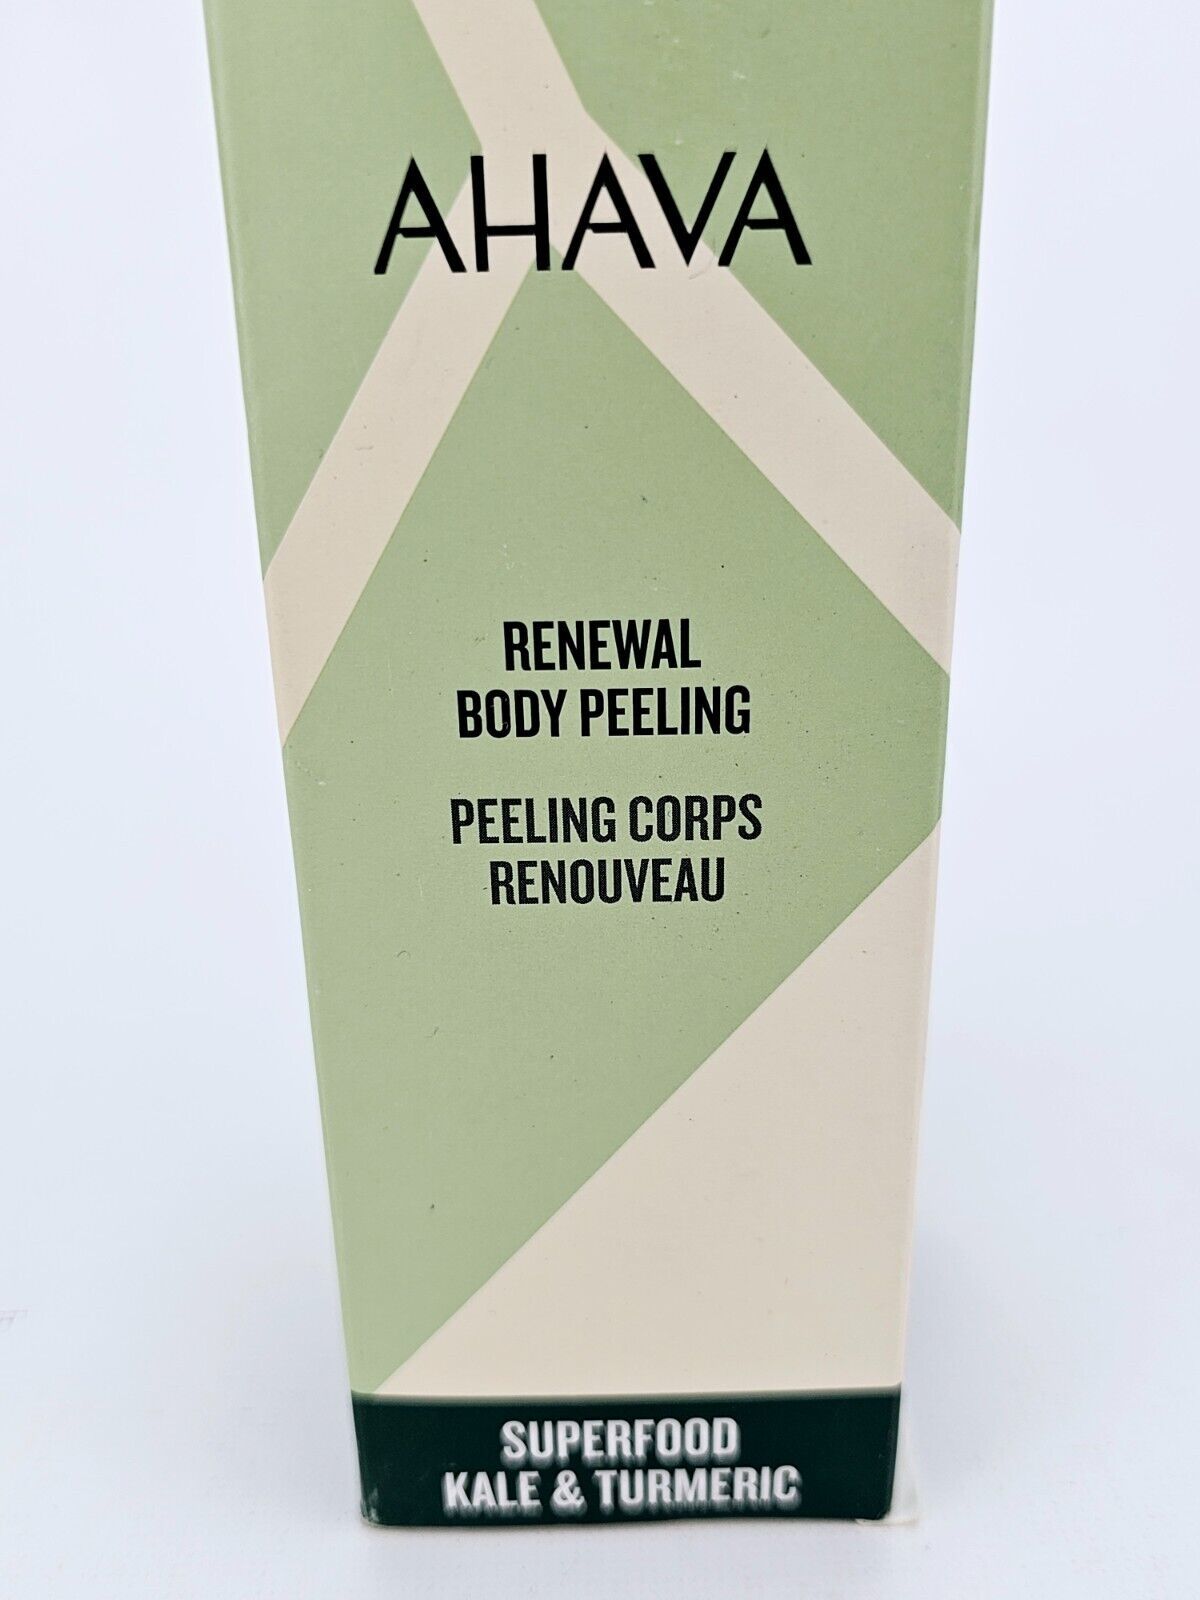 AHAVA
RENEWAL
BODY PEELING
PEELING CORPS
RENOUVEAU
SUPERFOOD
KALE & TURMERIC